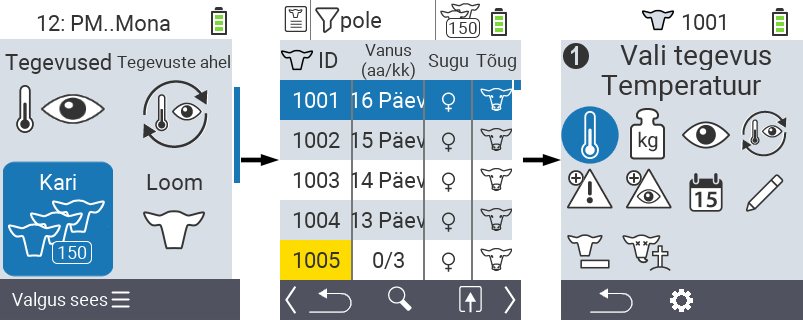 12: PM..Mona
Tegevused Tegevuste ahel
Kari
150
Loom
Valgus sees
pole
150
ID Vanus (aa/kk) Sugu Tõug
1001 16 Päev
1002 15 Päev
1003 14 Päev
1004 13 Päev
1005 0/3
1001
1 Vali tegevus
Temperatuur
kg
15